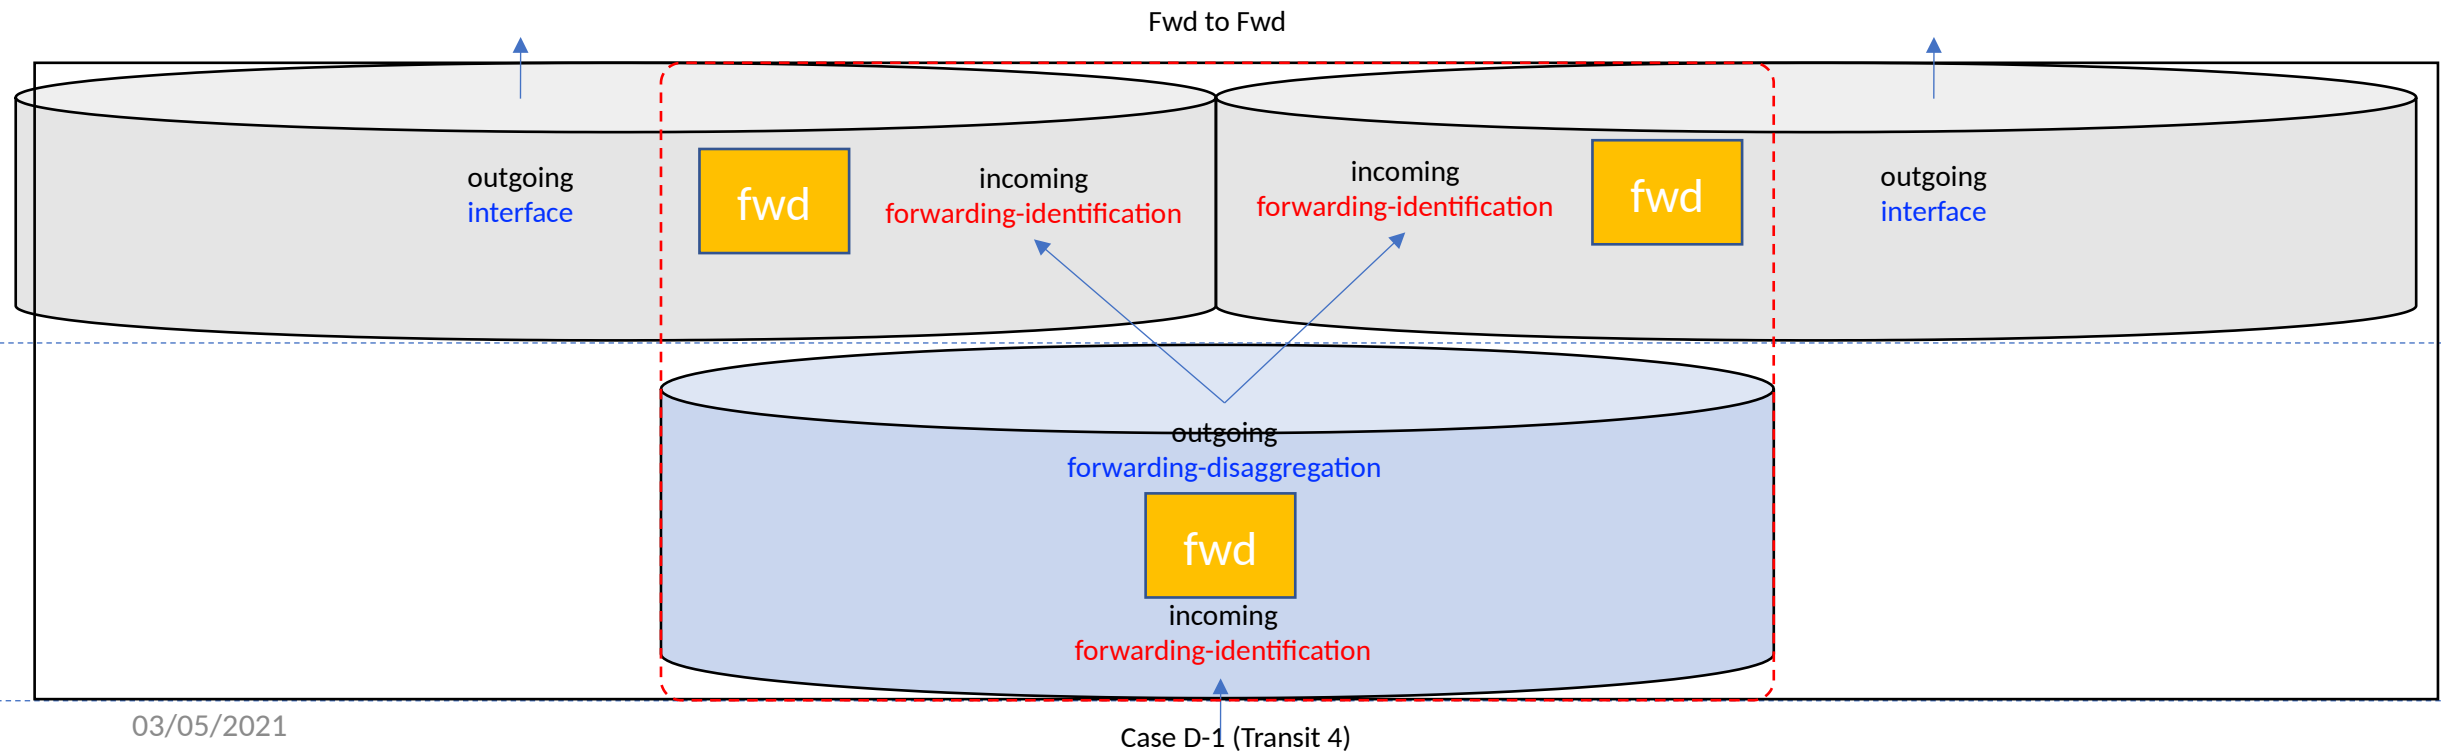 Fwd to Fwd
outgoing
interface
fwd
incoming
forwarding-identification
incoming
forwarding-identification
fwd
outgoing
interface
outgoing
forwarding-disaggregation
fwd
incoming
forwarding-identification
03/05/2021
Case D-1 (Transit 4)